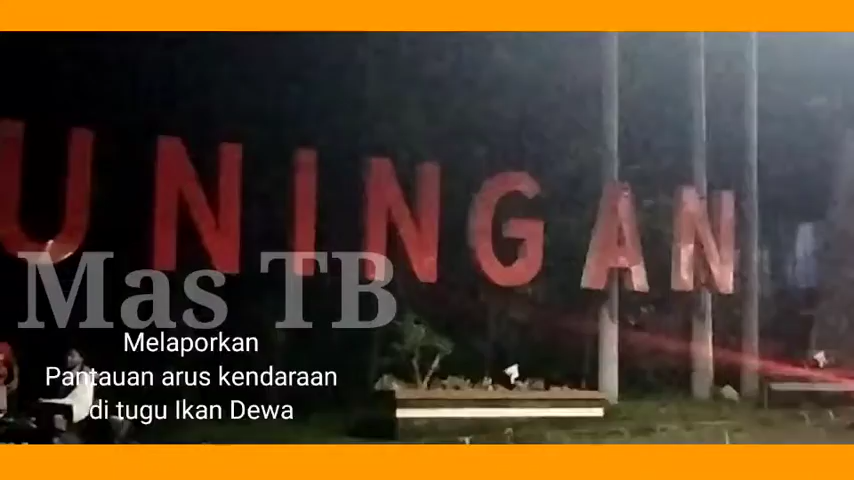 UNINGAN
Mas TB
Melaporkan
Pantauan arus kendaraan
di tugu Ikan Dewa